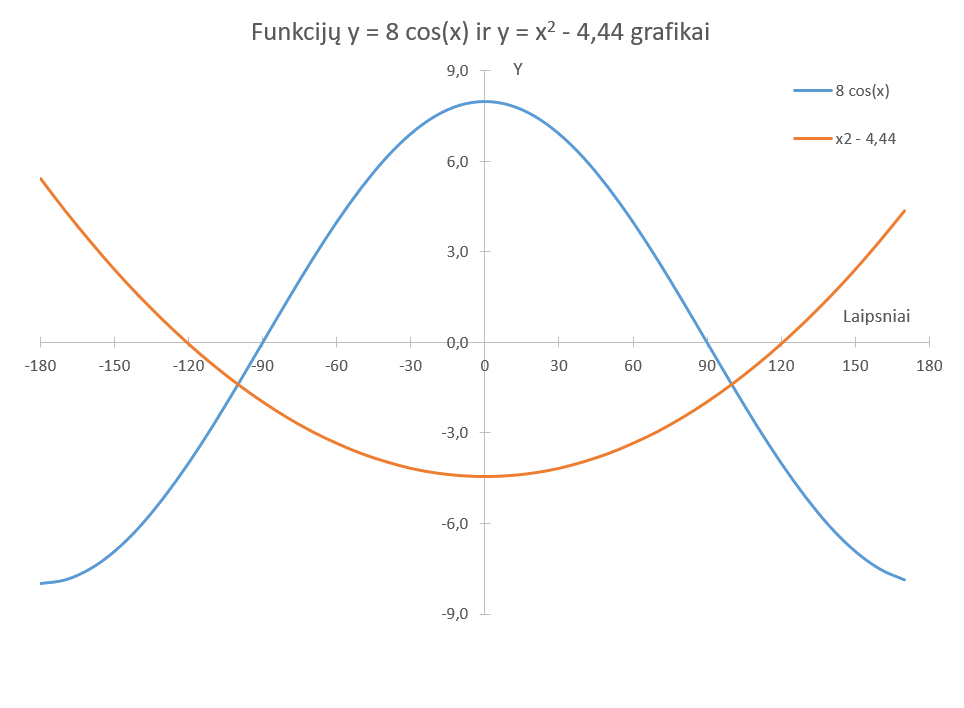 Funkcijų y = 8 cos(x) ir y = x² - 4,44 grafikai
9,0
Y
8 cos(x)
x2 - 4,44
6,0
3,0
Laipsniai
0,0
-180 -150 -120 -90 -60 -30 0 30 60 90 120 150 180
-3,0
-6,0
-9,0